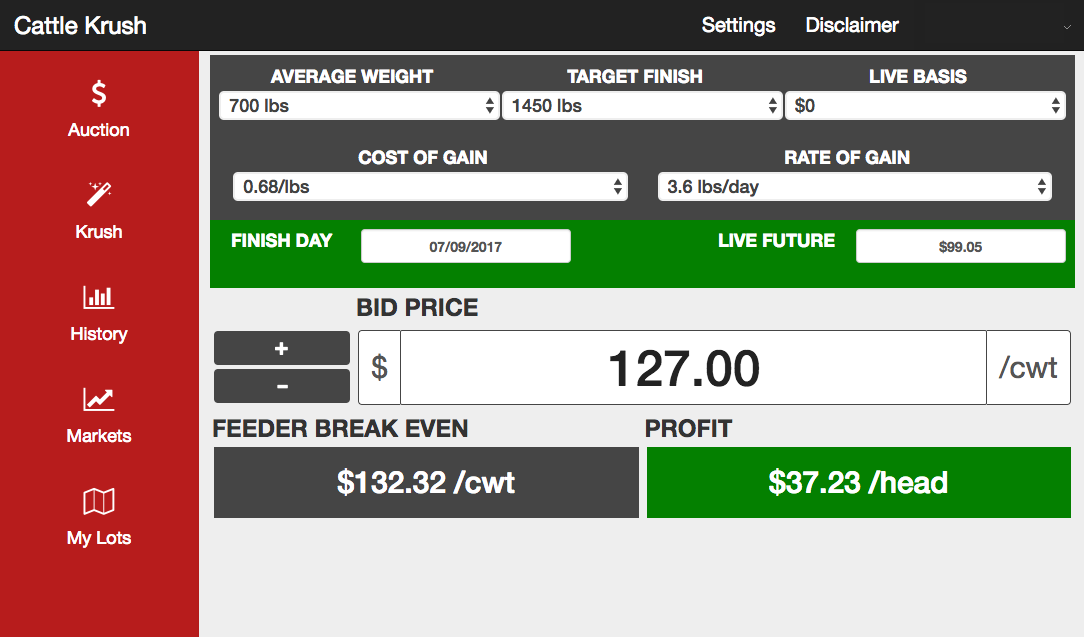 Cattle Krush
Settings
Disclaimer
Auction
Krush
History
Markets
My Lots
AVERAGE WEIGHT
TARGET FINISH
LIVE BASIS
700 lbs
1450 lbs
$0
COST OF GAIN
RATE OF GAIN
0.68/lbs
3.6 lbs/day
FINISH DAY
07/09/2017
LIVE FUTURE
$99.05
BID PRICE
+
−
$
127.00
/cwt
FEEDER BREAK EVEN
PROFIT
$132.32 /cwt
$37.23 /head